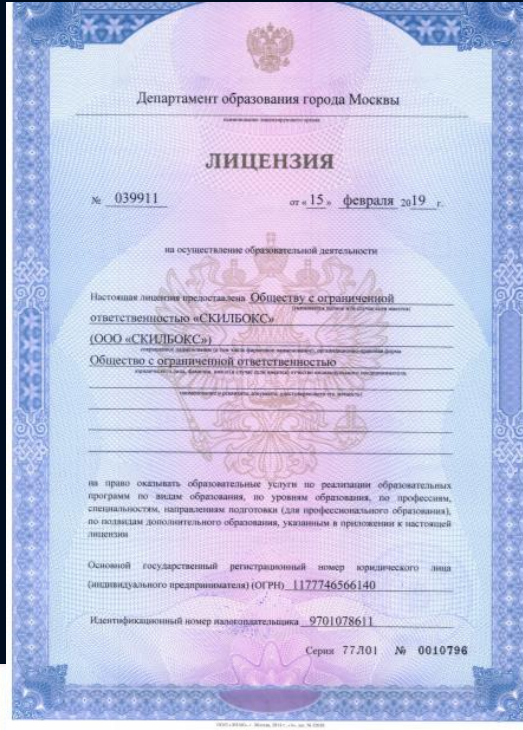 Департамент образования города Москвы
наименование лицензирующего органа
ЛИЦЕНЗИЯ
№ 039911 от « 15 » февраля 2019 г.
на осуществление образовательной деятельности
Настоящая лицензия предоставлена Обществу с ограниченной
ответственностью «СКИЛБОКС»
(ООО «СКИЛБОКС»)
Общество с ограниченной ответственностью
на право оказывать образовательные услуги по реализации образовательных
программ по видам образования, по уровням образования, по профессиям,
специальностям, направлениям подготовки (для профессионального образования),
по подвидам дополнительного образования, указанным в приложении к настоящей
лицензии
Основной государственный регистрационный номер юридического лица
(индивидуального предпринимателя) (ОГРН) 1177746566140
Идентификационный номер налогоплательщика 9701078611
Серия 77Л01 № 0010796